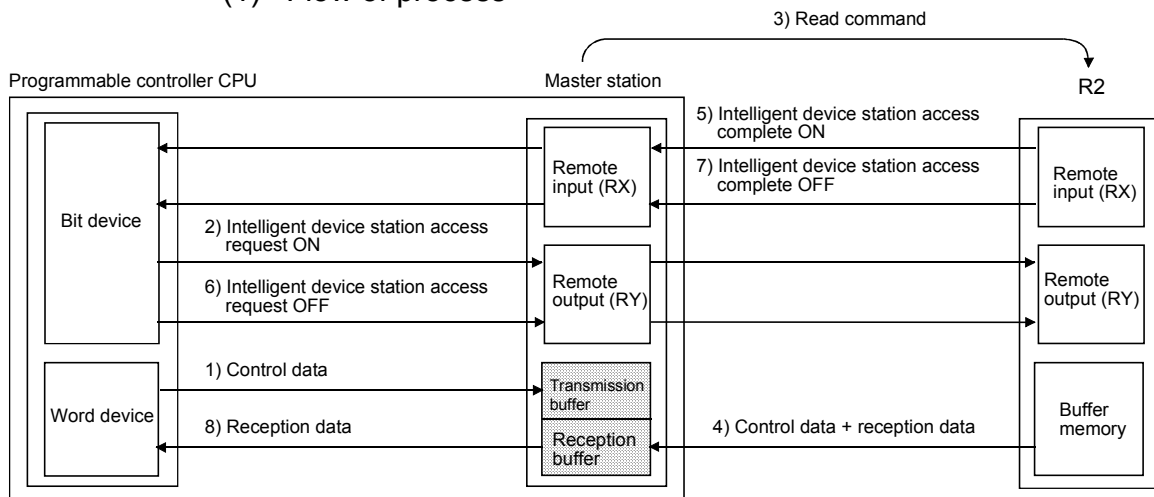 (1) Flow of process
3) Read command
Programmable controller CPU
Master station
R2
5) Intelligent device station access
complete ON
7) Intelligent device station access
complete OFF
Remote
input (RX)
Remote
input (RX)
Bit device
2) Intelligent device station access
request ON
6) Intelligent device station access
request OFF
Remote
output (RY)
Remote
output (RY)
1) Control data
Transmission
buffer
Word device
8) Reception data
Reception
buffer
4) Control data + reception data
Buffer
memory